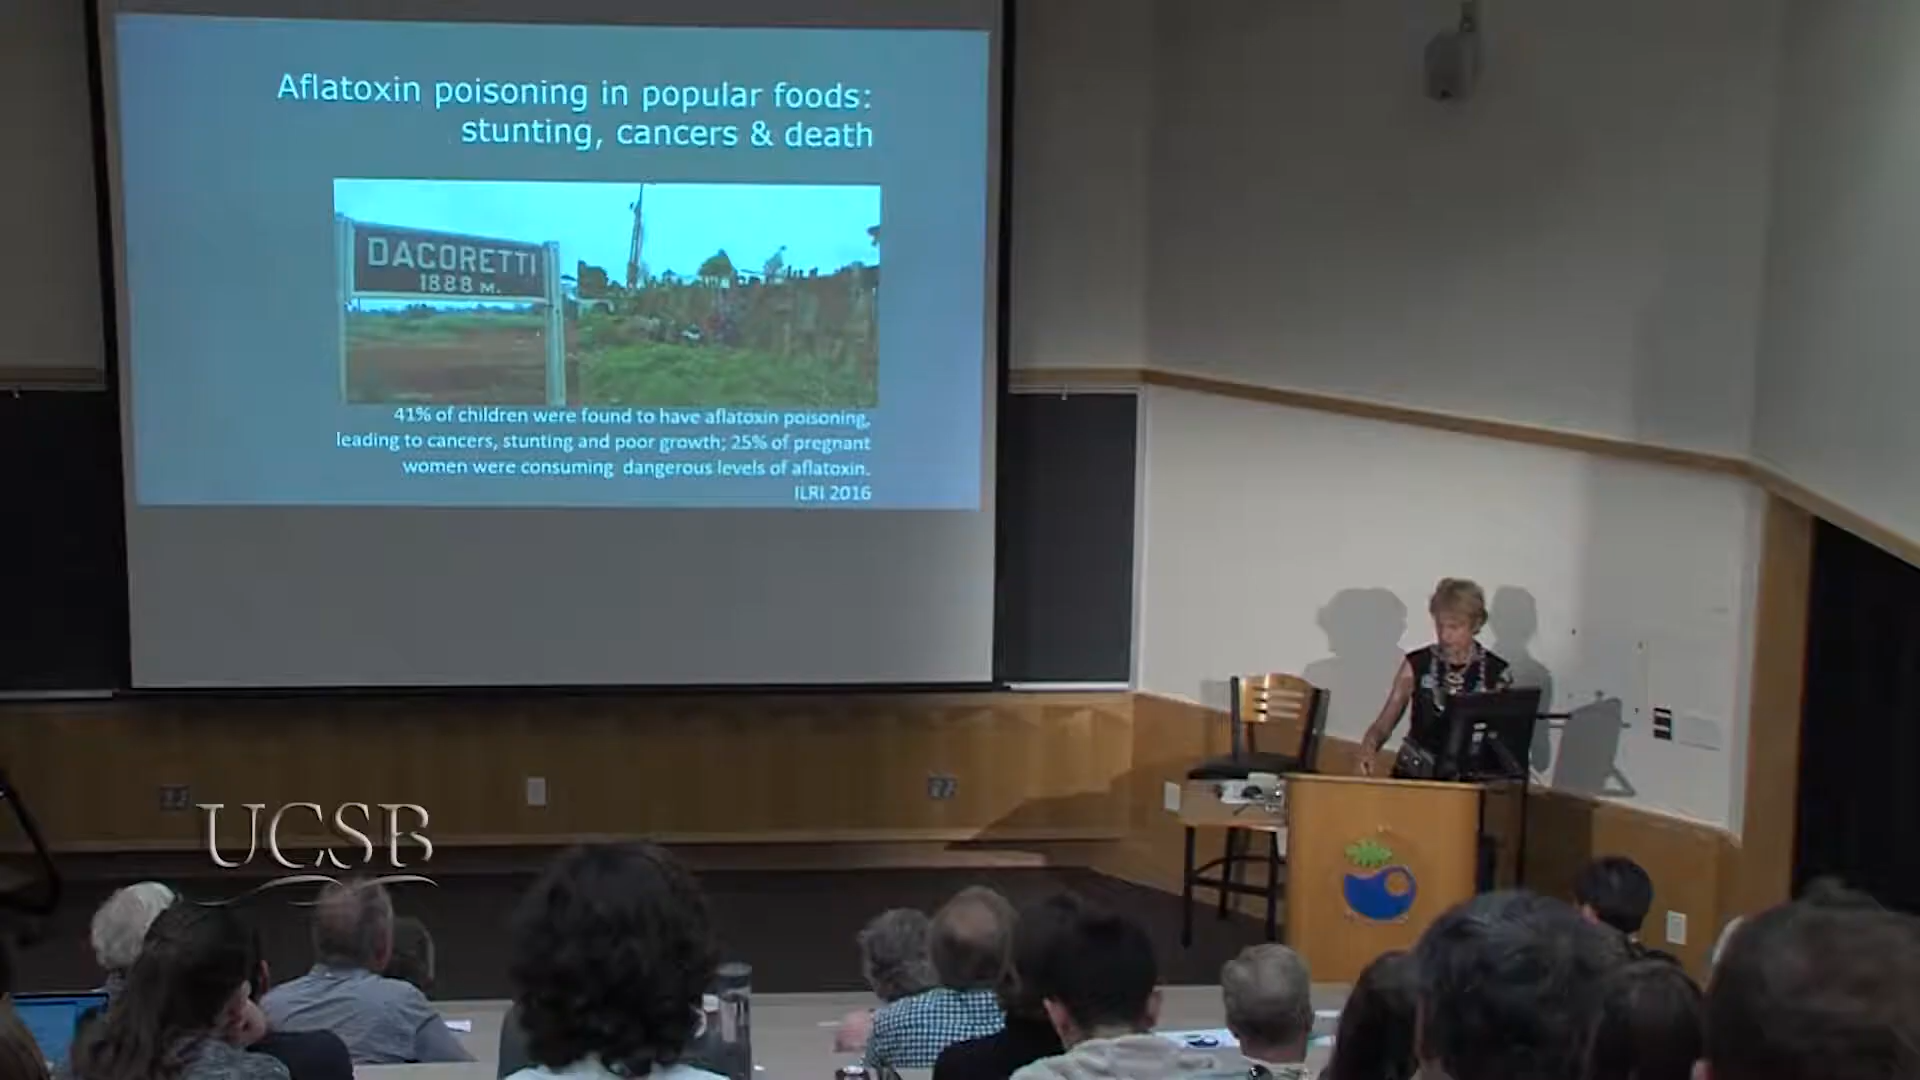 Aflatoxin poisoning in popular foods:
stunting, cancers & death
DACORETTI
1888 M.
41% of children were found to have aflatoxin poisoning,
leading to cancers, stunting and poor growth; 25% of pregnant
women were consuming dangerous levels of aflatoxin.
ILRI 2016
UCSB